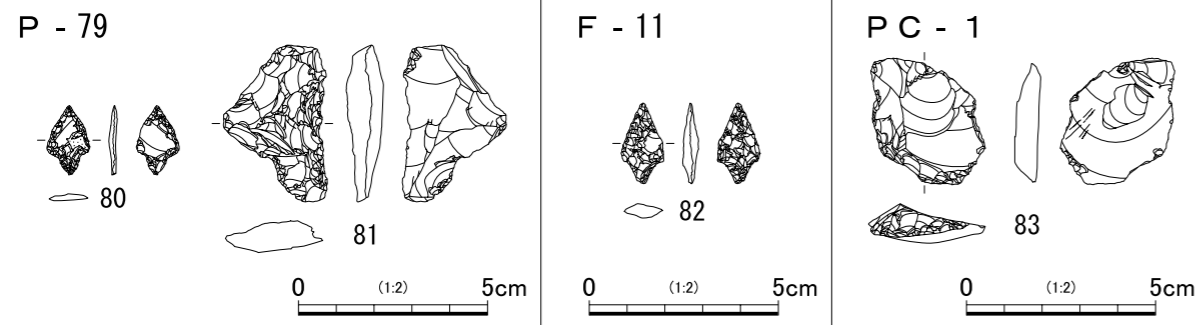 Ｐ - 79
80
81
0 (1:2) 5cm
Ｆ - 11
82
0 (1:2) 5cm
ＰＣ - 1
83
0 (1:2) 5cm